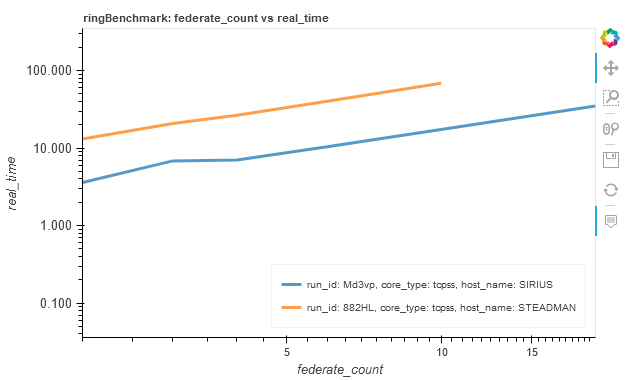 ringBenchmark: federate_count vs real_time
100.000
10.000
1.000
0.100
real_time
5
10
15
federate_count
run_id: Md3vp, core_type: tcpss, host_name: SIRIUS
run_id: 882HL, core_type: tcpss, host_name: STEADMAN